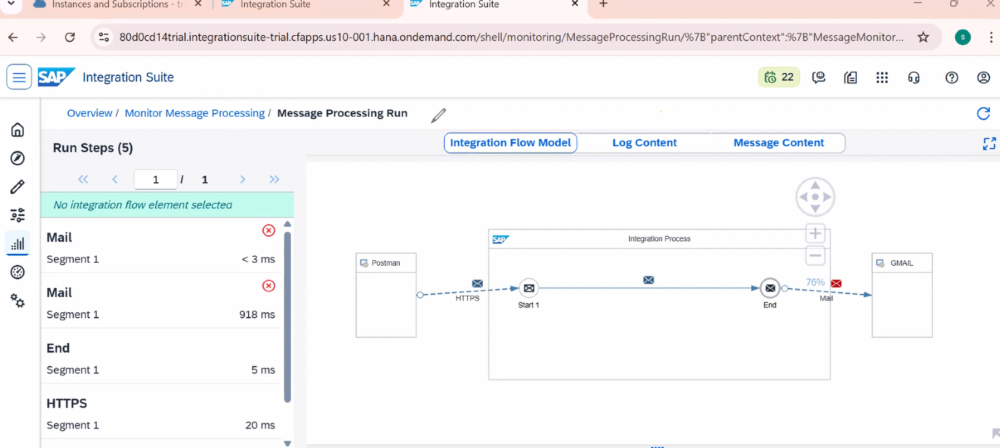 Instances and Subscriptions - tr
Integration Suite
Integration Suite
80d0cd14trial.integrationsuite-trial.cfapps.us10-001.hana.ondemand.com/shell/monitoring/MessageProcessingRun/%7B"parentContext":%7B"MessageMonitor...
S
SAP Integration Suite
22
Overview / Monitor Message Processing / Message Processing Run
Run Steps (5)
Integration Flow Model
Log Content
Message Content
1 / 1
No integration flow element selected
Mail
Segment 1
< 3 ms
Mail
Segment 1
918 ms
End
Segment 1
5 ms
HTTPS
Segment 1
20 ms
SAP
Integration Process
Postman
HTTPS
Start 1
End
76%
Mail
GMAIL